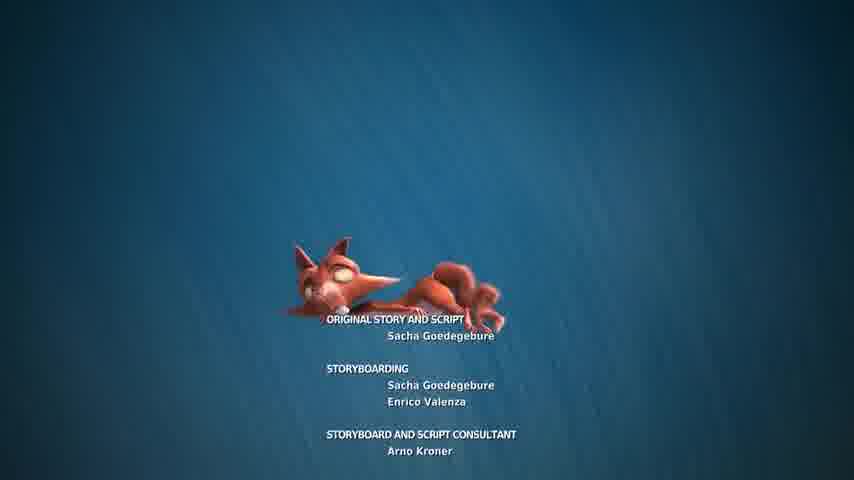 ORIGINAL STORY AND SCRIPT
Sacha Goedegebure
STORYBOARDING
Sacha Goedegebure
Enrico Valenza
STORYBOARD AND SCRIPT CONSULTANT
Arno Kroner